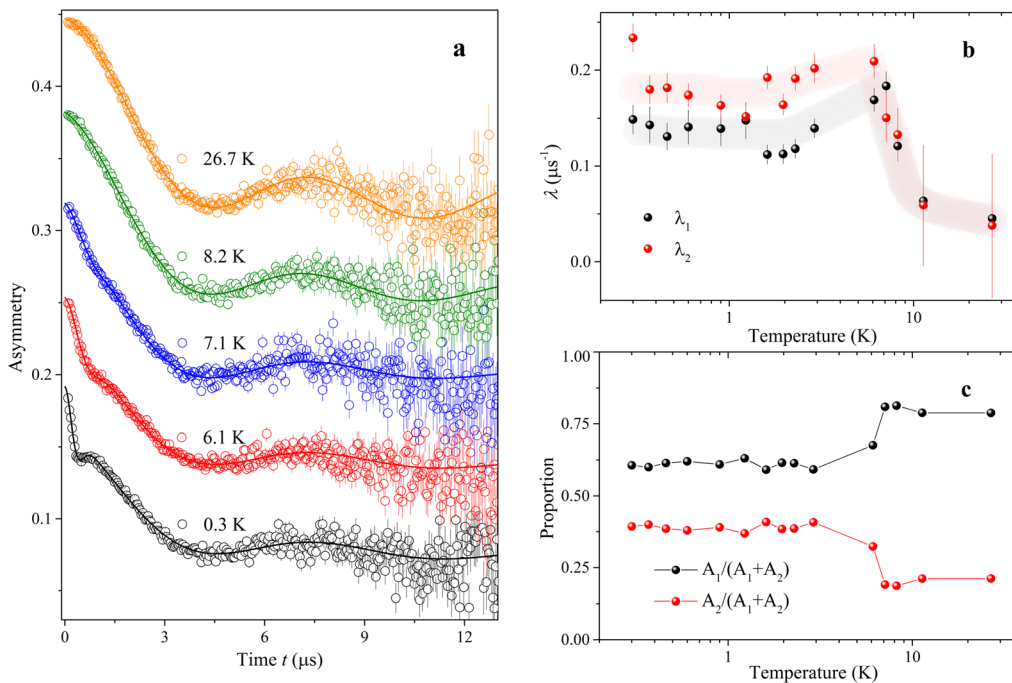 a
0.4
0.3
0.2
0.1
Asymmetry
26.7 K
8.2 K
7.1 K
6.1 K
0.3 K
0
3
6
9
12
Time t (μs)
b
0.2
0.1
0.0
λ (μs⁻¹)
λ₁
λ₂
1
10
Temperature (K)
c
1.00
0.75
0.50
0.25
0.00
Proportion
A₁/(A₁+A₂)
A₂/(A₁+A₂)
1
10
Temperature (K)